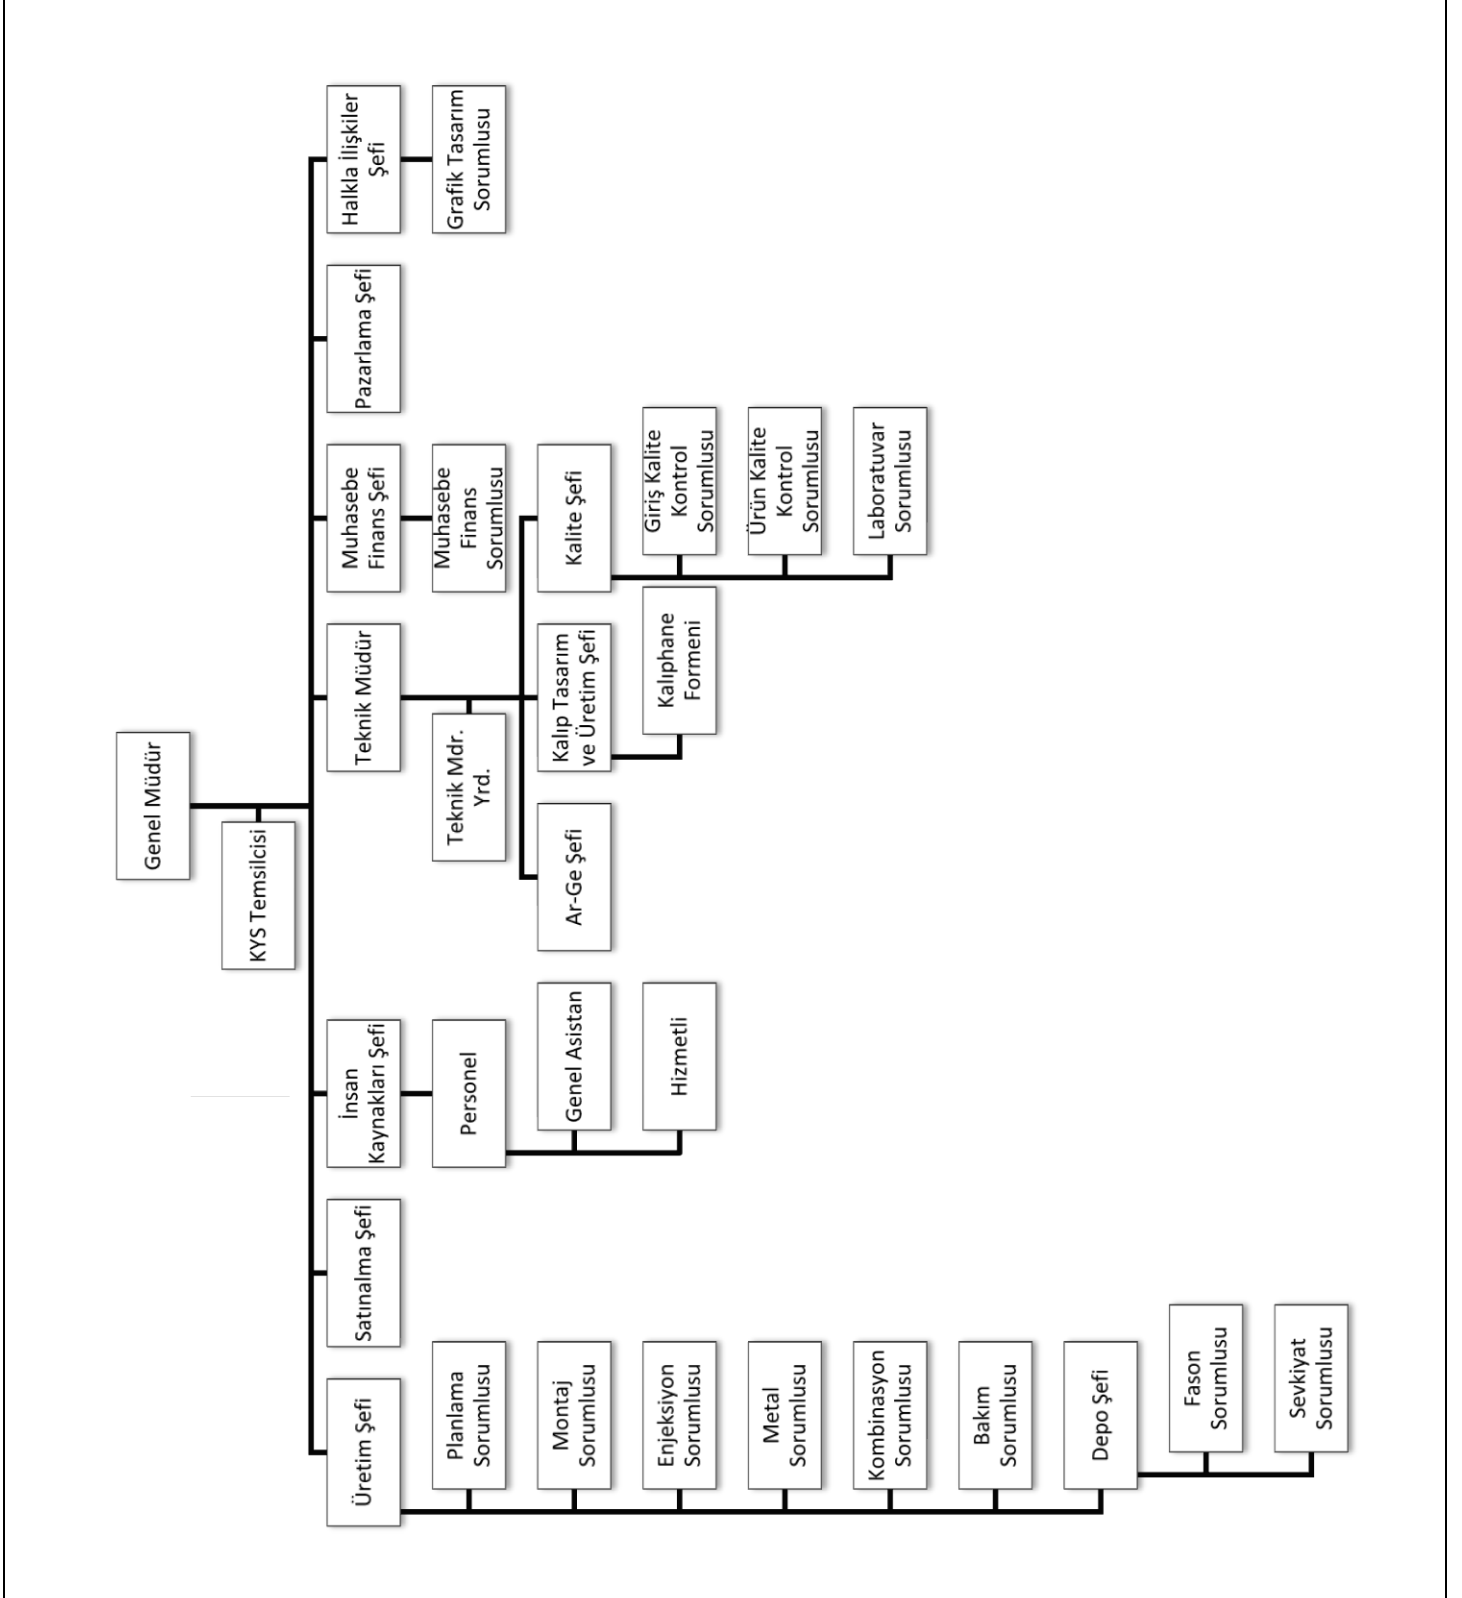 Genel Müdür
KYS Temsilcisi
Üretim Şefi
Planlama
Sorumlusu
Montaj
Sorumlusu
Enjeksiyon
Sorumlusu
Metal
Sorumlusu
Kombinasyon
Sorumlusu
Bakım
Sorumlusu
Depo Şefi
Fason
Sorumlusu
Sevkiyat
Sorumlusu
Satınalma Şefi
İnsan
Kaynakları Şefi
Personel
Genel Asistan
Hizmetli
Teknik Müdür
Teknik Mdr.
Yrd.
Ar-Ge Şefi
Kalıp Tasarım
ve Üretim Şefi
Kalıphane
Formeni
Kalite Şefi
Giriş Kalite
Kontrol
Sorumlusu
Ürün Kalite
Kontrol
Sorumlusu
Laboratuvar
Sorumlusu
Muhasebe
Finans Şefi
Muhasebe
Finans
Sorumlusu
Pazarlama Şefi
Halkla İlişkiler
Şefi
Grafik Tasarım
Sorumlusu